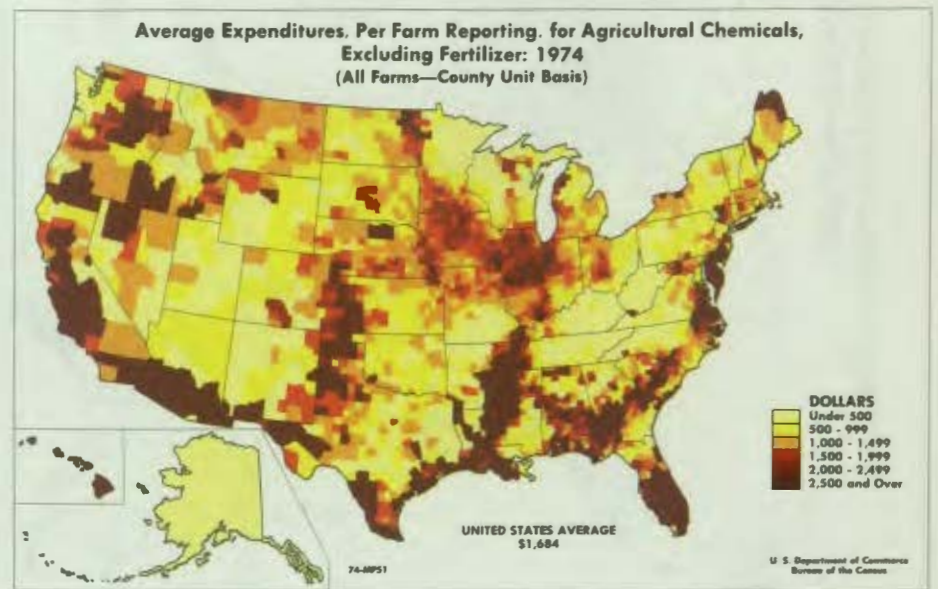 Average Expenditures, Per Farm Reporting, for Agricultural Chemicals,
Excluding Fertilizer: 1974
(All Farms—County Unit Basis)
DOLLARS
Under 500
500 - 999
1,000 - 1,499
1,500 - 1,999
2,000 - 2,499
2,500 and Over
UNITED STATES AVERAGE
$1,684
74-MP51
U.S. Department of Commerce
Bureau of the Census